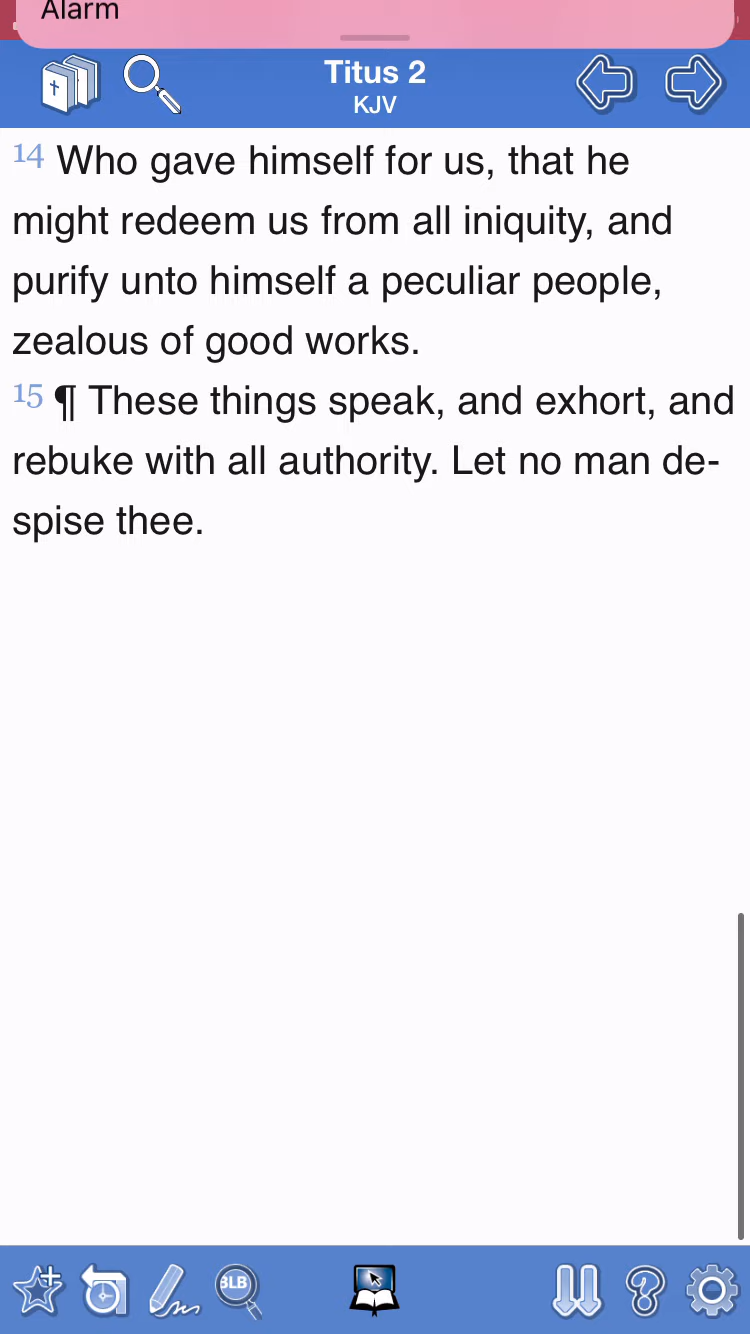 Alarm
Titus 2
KJV
14 Who gave himself for us, that he
might redeem us from all iniquity, and
purify unto himself a peculiar people,
zealous of good works.
15 ¶ These things speak, and exhort, and
rebuke with all authority. Let no man de-
spise thee.
BLB